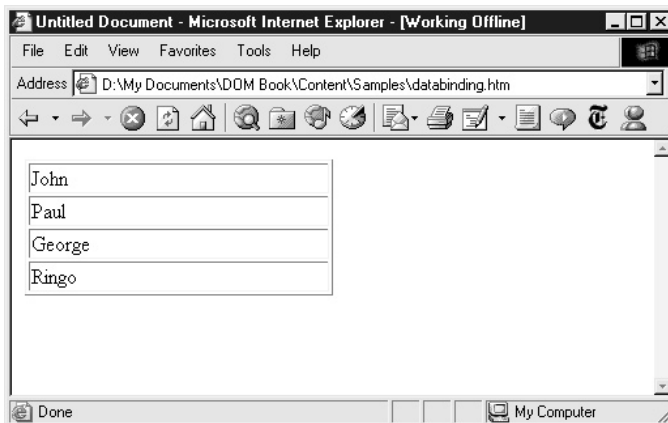 Untitled Document - Microsoft Internet Explorer - [Working Offline]
File Edit View Favorites Tools Help
Address D:\My Documents\DOM Book\Content\Samples\databinding.htm
John
Paul
George
Ringo
Done My Computer